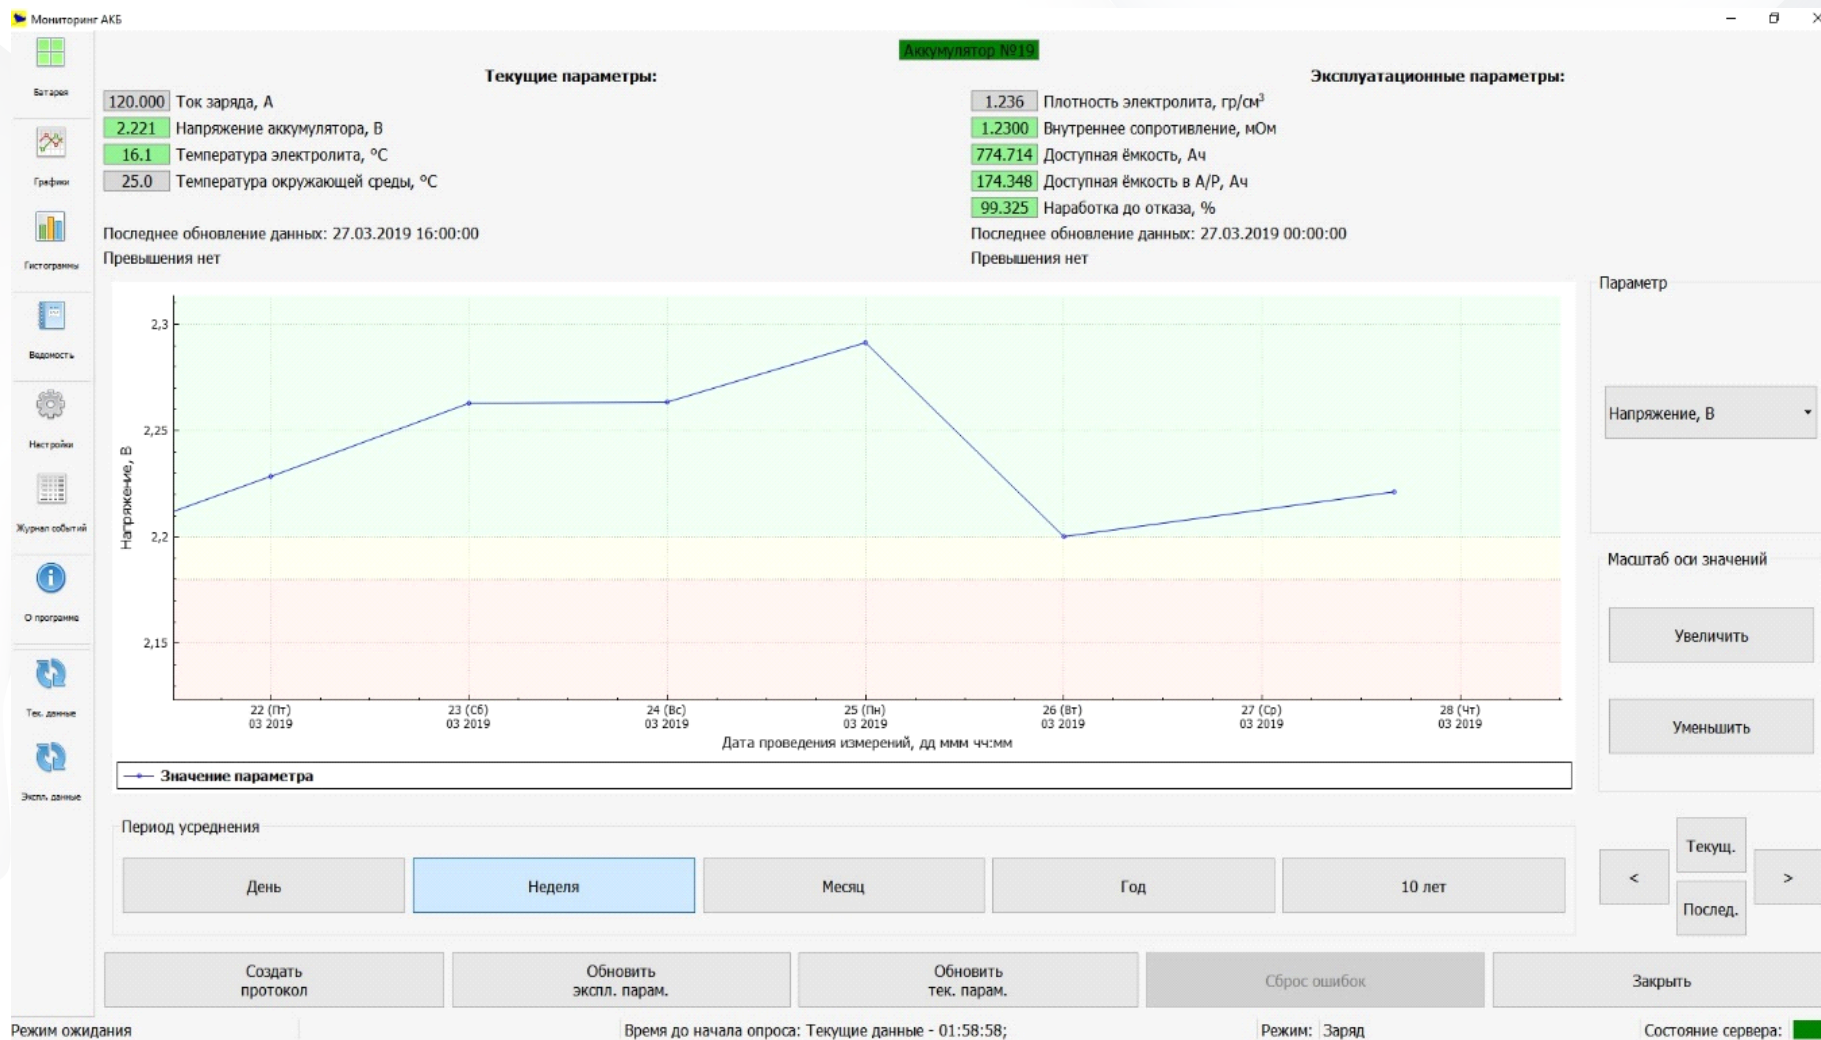 Мониторинг АКБ
Батарея
Графики
Гистограммы
Ведомость
Настройки
Журнал событий
О программе
Тек. данные
Экспл. данные
Аккумулятор №19
Текущие параметры:
120.000 Ток заряда, А
2.221 Напряжение аккумулятора, В
16.1 Температура электролита, °C
25.0 Температура окружающей среды, °C
Последнее обновление данных: 27.03.2019 16:00:00
Превышения нет
Эксплуатационные параметры:
1.236 Плотность электролита, гр/см³
1.2300 Внутреннее сопротивление, мОм
774.714 Доступная ёмкость, Ач
174.348 Доступная ёмкость в А/Р, Ач
99.325 Наработка до отказа, %
Последнее обновление данных: 27.03.2019 00:00:00
Превышения нет
Напряжение, В
2,3
2,25
2,2
2,15
22 (Пт)
03 2019
23 (Сб)
03 2019
24 (Вс)
03 2019
25 (Пн)
03 2019
26 (Вт)
03 2019
27 (Ср)
03 2019
28 (Чт)
03 2019
Дата проведения измерений, дд ммм чч:мм
Значение параметра
Параметр
Напряжение, В
Масштаб оси значений
Увеличить
Уменьшить
Период усреднения
День
Неделя
Месяц
Год
10 лет
<
Текущ.
Послед.
>
Создать
протокол
Обновить
экспл. парам.
Обновить
тек. парам.
Сброс ошибок
Закрыть
Режим ожидания
Время до начала опроса: Текущие данные - 01:58:58;
Режим: Заряд
Состояние сервера: